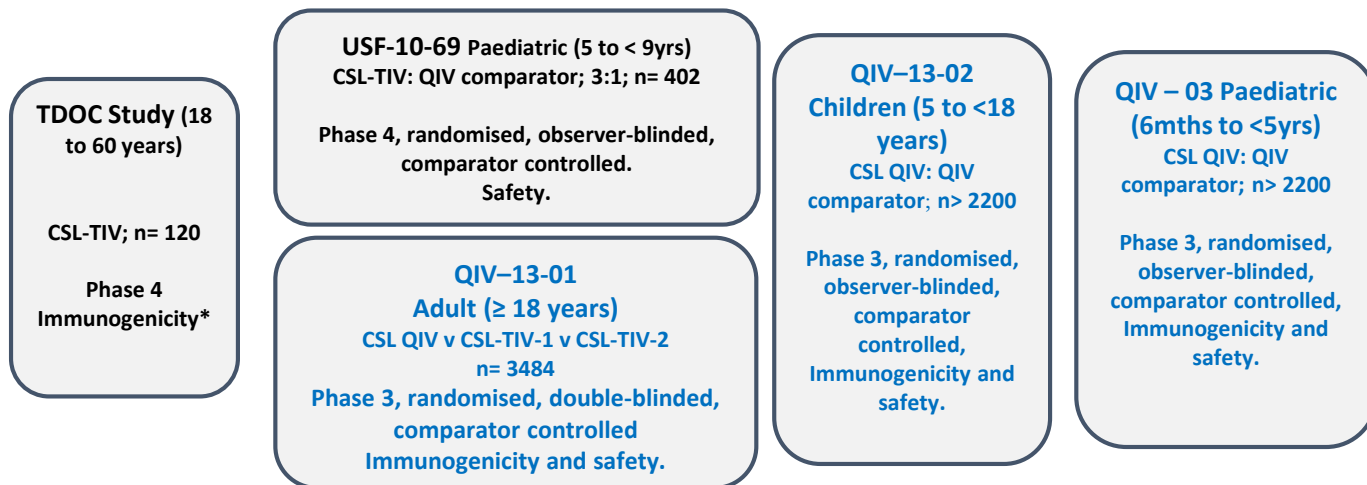 TDOC Study (18
to 60 years)
CSL-TIV; n= 120
Phase 4
Immunogenicity*
USF-10-69 Paediatric (5 to < 9yrs)
CSL-TIV: QIV comparator; 3:1; n= 402
Phase 4, randomised, observer-blinded,
comparator controlled.
Safety.
QIV–13-01
Adult (≥ 18 years)
CSL QIV v CSL-TIV-1 v CSL-TIV-2
n= 3484
Phase 3, randomised, double-blinded,
comparator controlled
Immunogenicity and safety.
QIV–13-02
Children (5 to <18
years)
CSL QIV: QIV
comparator; n> 2200
Phase 3, randomised,
observer-blinded,
comparator
controlled,
Immunogenicity and
safety.
QIV – 03 Paediatric
(6mths to <5yrs)
CSL QIV: QIV
comparator; n> 2200
Phase 3, randomised,
observer-blinded,
comparator controlled,
Immunogenicity and
safety.